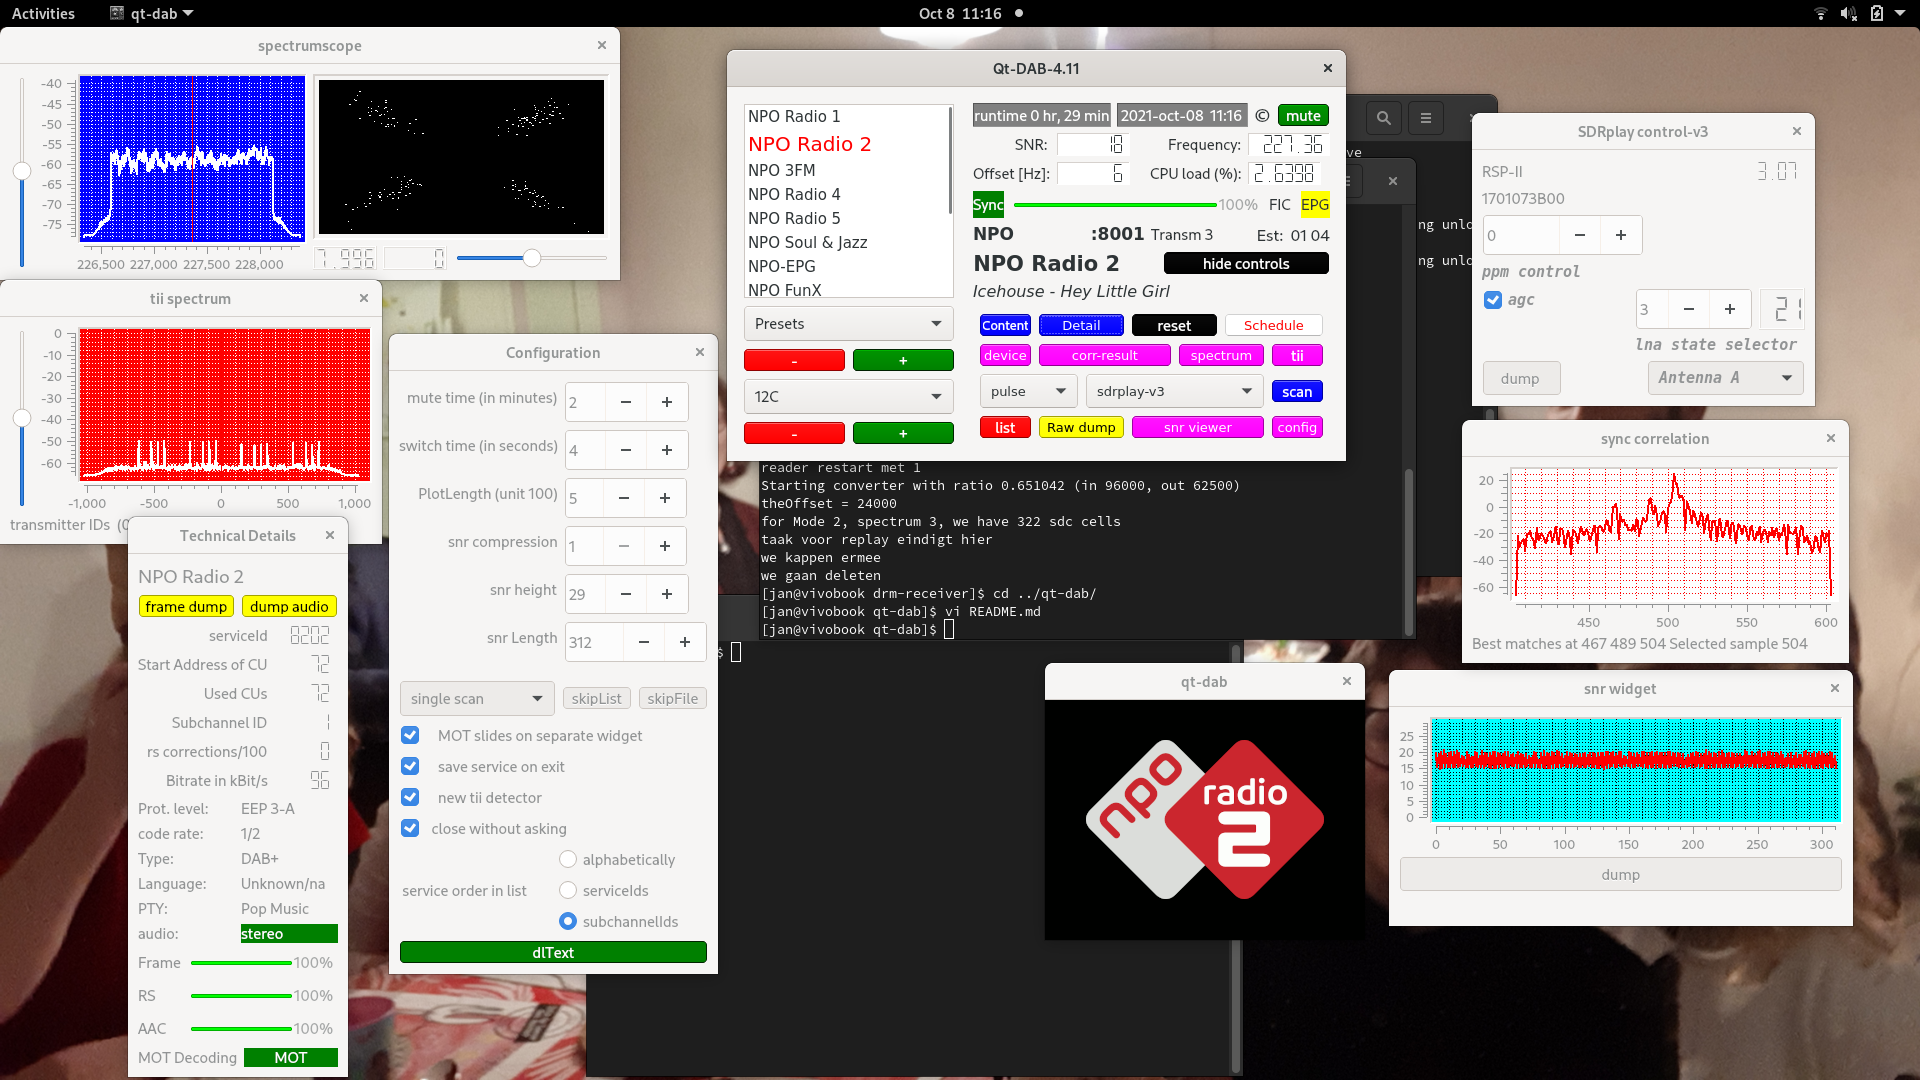 Activities
qt-dab
Oct 8 11:16
spectrumscope
-40
-45
-50
-55
-60
-65
-70
-75
226,500 227,000 227,500 228,000
7.996
0
tii spectrum
0
-10
-20
-30
-40
-50
-60
-1,000 -500 0 500 1,000
transmitter IDs
Technical Details
NPO Radio 2
frame dump
dump audio
serviceId
Start Address of CU 72
Used CUs 72
Subchannel ID 1
rs corrections/100 0
Bitrate in kBit/s 96
Prot. level: EEP 3-A
code rate: 1/2
Type: DAB+
Language: Unknown/na
PTY: Pop Music
audio: stereo
Frame 100%
RS 100%
AAC 100%
MOT Decoding MOT
Configuration
mute time (in minutes) 2 − +
switch time (in seconds) 4 − +
PlotLength (unit 100) 5 − +
snr compression 1 − +
snr height 29 − +
snr Length 312 − +
single scan
skipList
skipFile
MOT slides on separate widget
save service on exit
new tii detector
close without asking
service order in list
alphabetically
serviceIds
subchannelIds
dlText
Qt-DAB-4.11
NPO Radio 1
NPO Radio 2
NPO 3FM
NPO Radio 4
NPO Radio 5
NPO Soul & Jazz
NPO-EPG
NPO FunX
Presets
- +
12C
- +
runtime 0 hr, 29 min 2021-oct-08 11:16 © mute
SNR: 18 Frequency: 227.36
Offset [Hz]: 6 CPU load (%): 2.6398
Sync 100% FIC EPG
NPO :8001 Transm 3 Est: 01 04
NPO Radio 2 hide controls
Icehouse - Hey Little Girl
Content Detail reset Schedule
device corr-result spectrum tii
pulse sdrplay-v3 scan
list Raw dump snr viewer config
reader restart met 1
Starting converter with ratio 0.651042 (in 96000, out 62500)
theOffset = 24000
for Mode 2, spectrum 3, we have 322 sdc cells
taak voor replay eindigt hier
we kappen ermee
we gaan deleten
[jan@vivobook drm-receiver]$ cd ../qt-dab/
[jan@vivobook qt-dab]$ vi README.md
[jan@vivobook qt-dab]$
$
ve
ng unlo
ng unlo
SDRplay control-v3
RSP-II 3.07
1701073B00
0 − +
ppm control
agc 3 − + 21
lna state selector
dump
Antenna A
sync correlation
20
0
-20
-40
-60
450 500 550 600
Best matches at 467 489 504 Selected sample 504
qt-dab
npo
radio
2
snr widget
25
20
15
10
5
0
0 50 100 150 200 250 300
dump